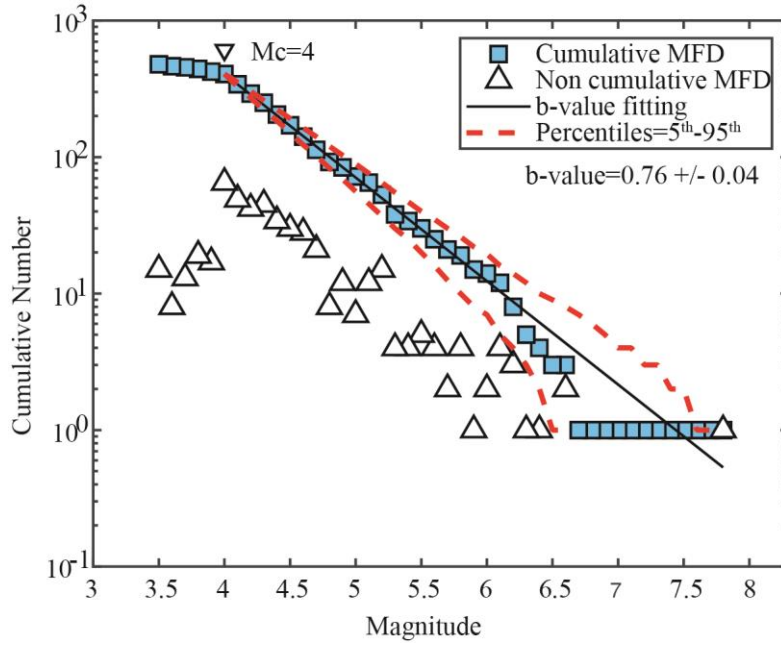 10³
Mc=4
Cumulative MFD
Non cumulative MFD
b-value fitting
Percentiles=5ᵗʰ-95ᵗʰ
b-value=0.76 +/- 0.04
10²
10¹
10⁰
10⁻¹
Cumulative Number
3 3.5 4 4.5 5 5.5 6 6.5 7 7.5 8
Magnitude